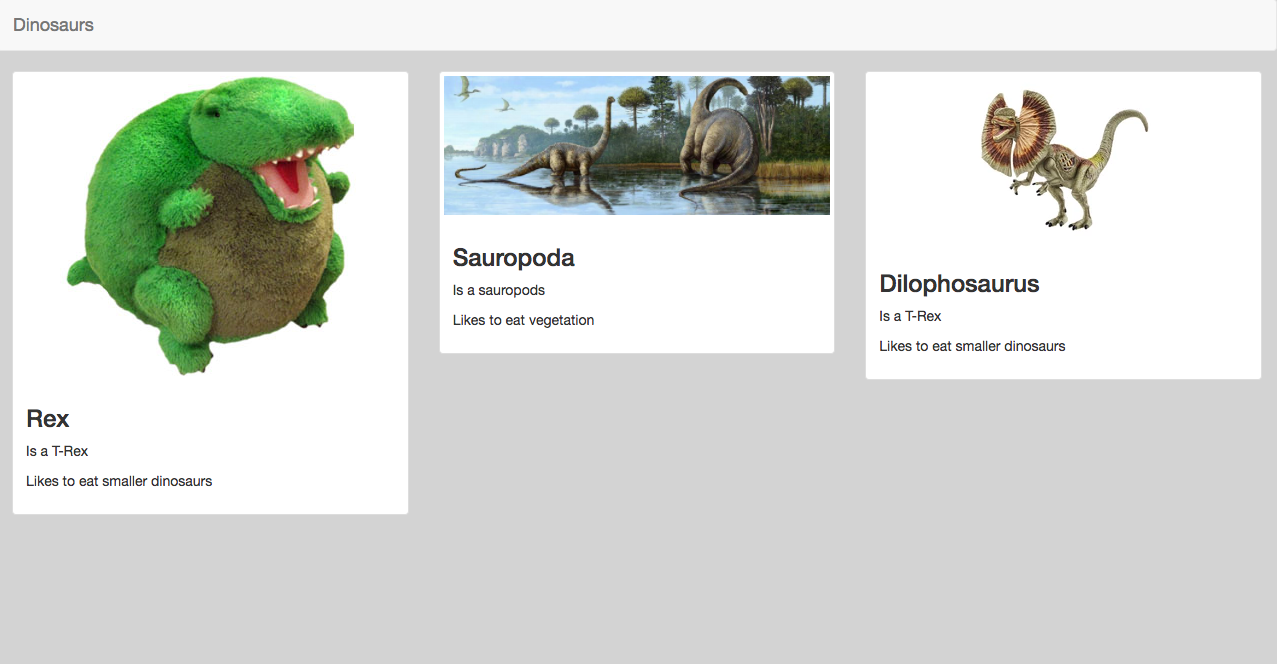 Dinosaurs
Rex
Is a T-Rex
Likes to eat smaller dinosaurs
Sauropoda
Is a sauropods
Likes to eat vegetation
Dilophosaurus
Is a T-Rex
Likes to eat smaller dinosaurs